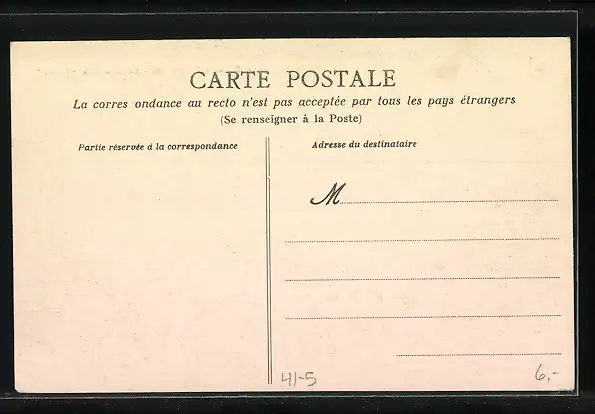 CARTE POSTALE
La corres ondance au recto n'est pas acceptée par tous les pays étrangers
(Se renseigner à la Poste)
Partie réservée à la correspondance
Adresse du destinataire
M
41-5
6,-